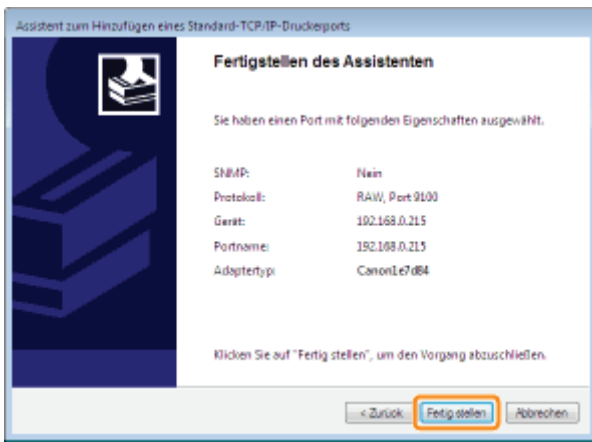 Assistent zum Hinzufügen eines Standard-TCP/IP-Druckerports
Fertigstellen des Assistenten
Sie haben einen Port mit folgenden Eigenschaften ausgewählt.
SNMP: Nein
Protokoll: RAW, Port 9100
Gerät: 192.168.0.215
Portname: 192.168.0.215
Adaptertyp: Canon1e7d84
Klicken Sie auf "Fertig stellen", um den Vorgang abzuschließen.
< Zurück Fertig stellen Abbrechen